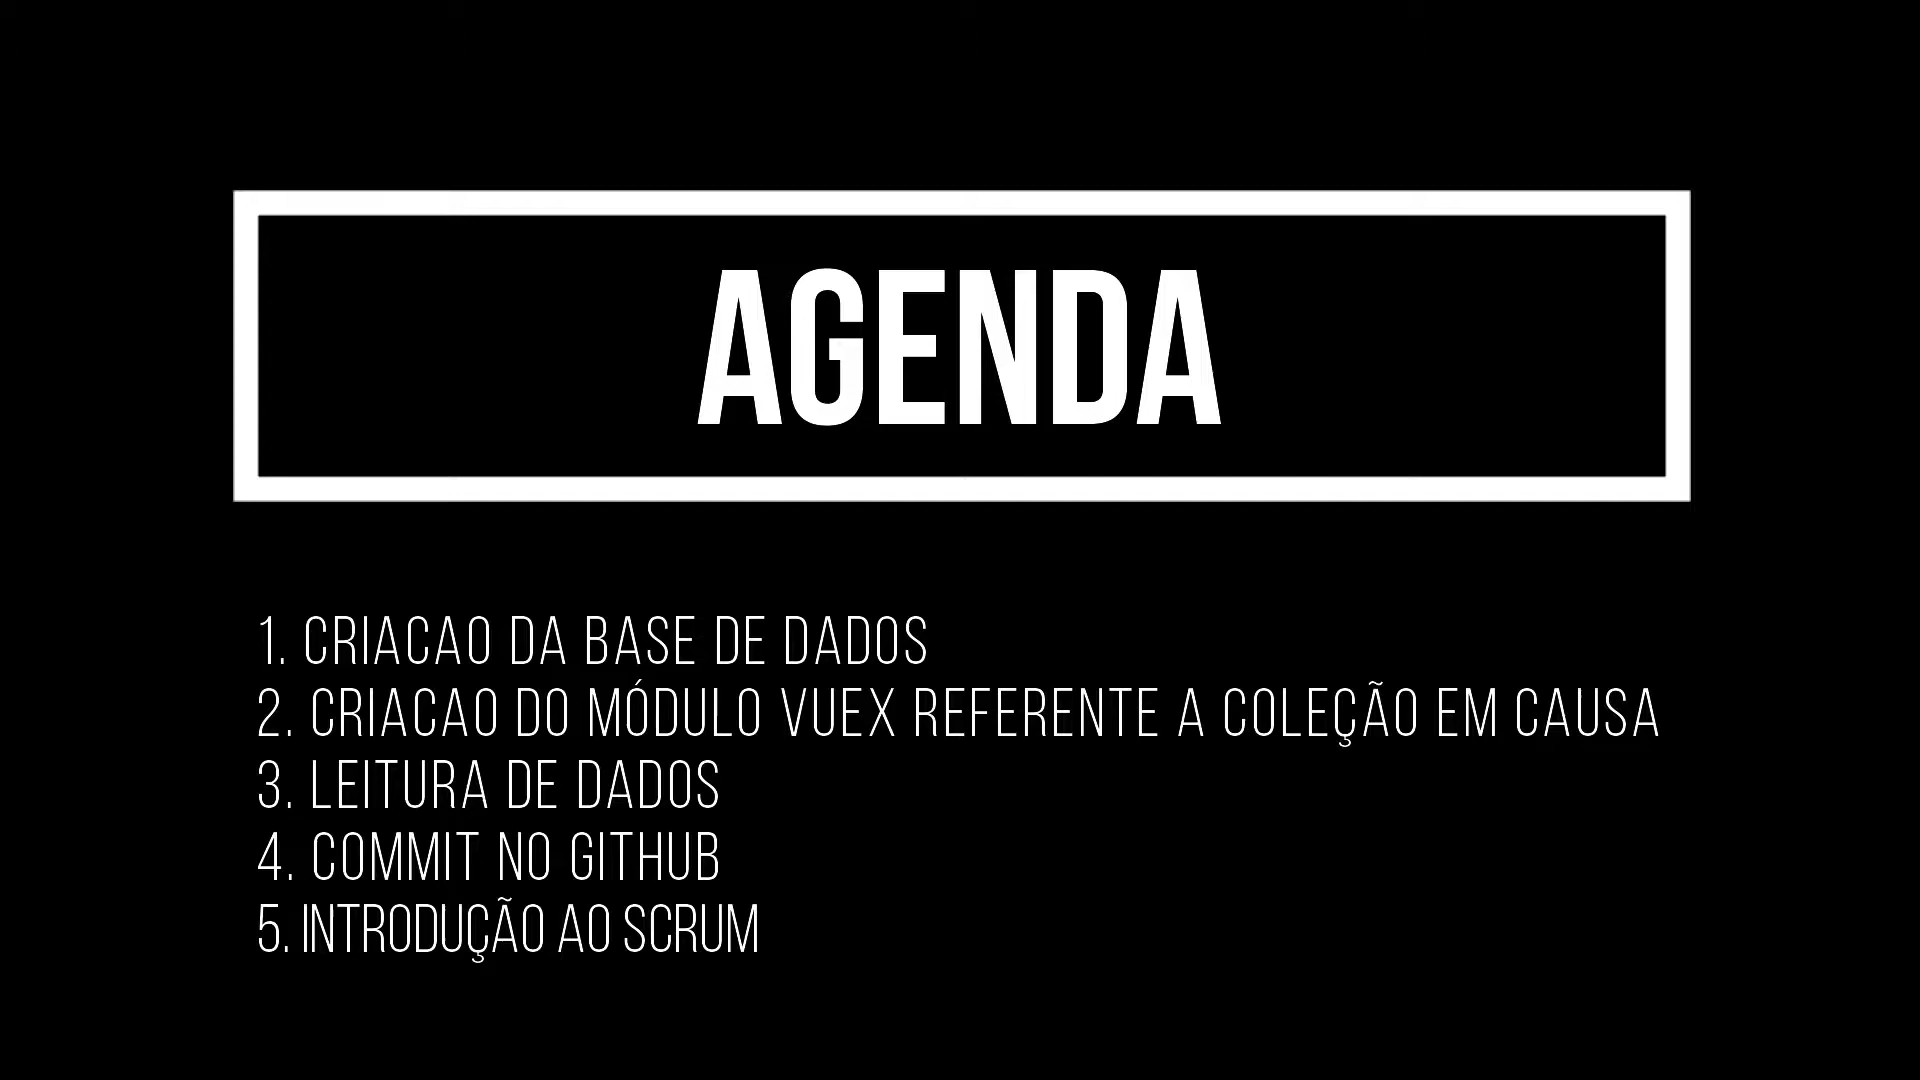 AGENDA
1. CRIACAO DA BASE DE DADOS
2. CRIACAO DO MÓDULO VUEX REFERENTE A COLEÇÃO EM CAUSA
3. LEITURA DE DADOS
4. COMMIT NO GITHUB
5. INTRODUÇÃO AO SCRUM